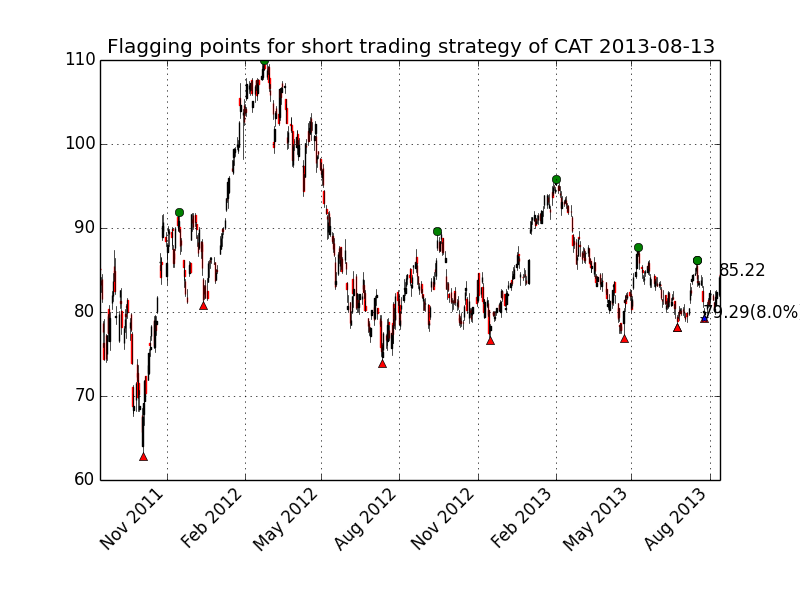 Flagging points for short trading strategy of CAT 2013-08-13
110
100
90
80
70
60
85.22
79.29(8.0%
Nov 2011
Feb 2012
May 2012
Aug 2012
Nov 2012
Feb 2013
May 2013
Aug 2013